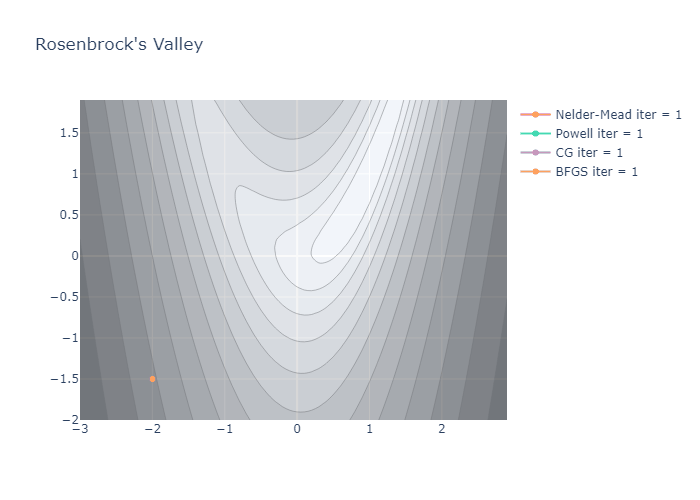 Rosenbrock's Valley
Nelder-Mead iter = 1
Powell iter = 1
CG iter = 1
BFGS iter = 1
1.5
1
0.5
0
−0.5
−1
−1.5
−2
−3
−2
−1
0
1
2